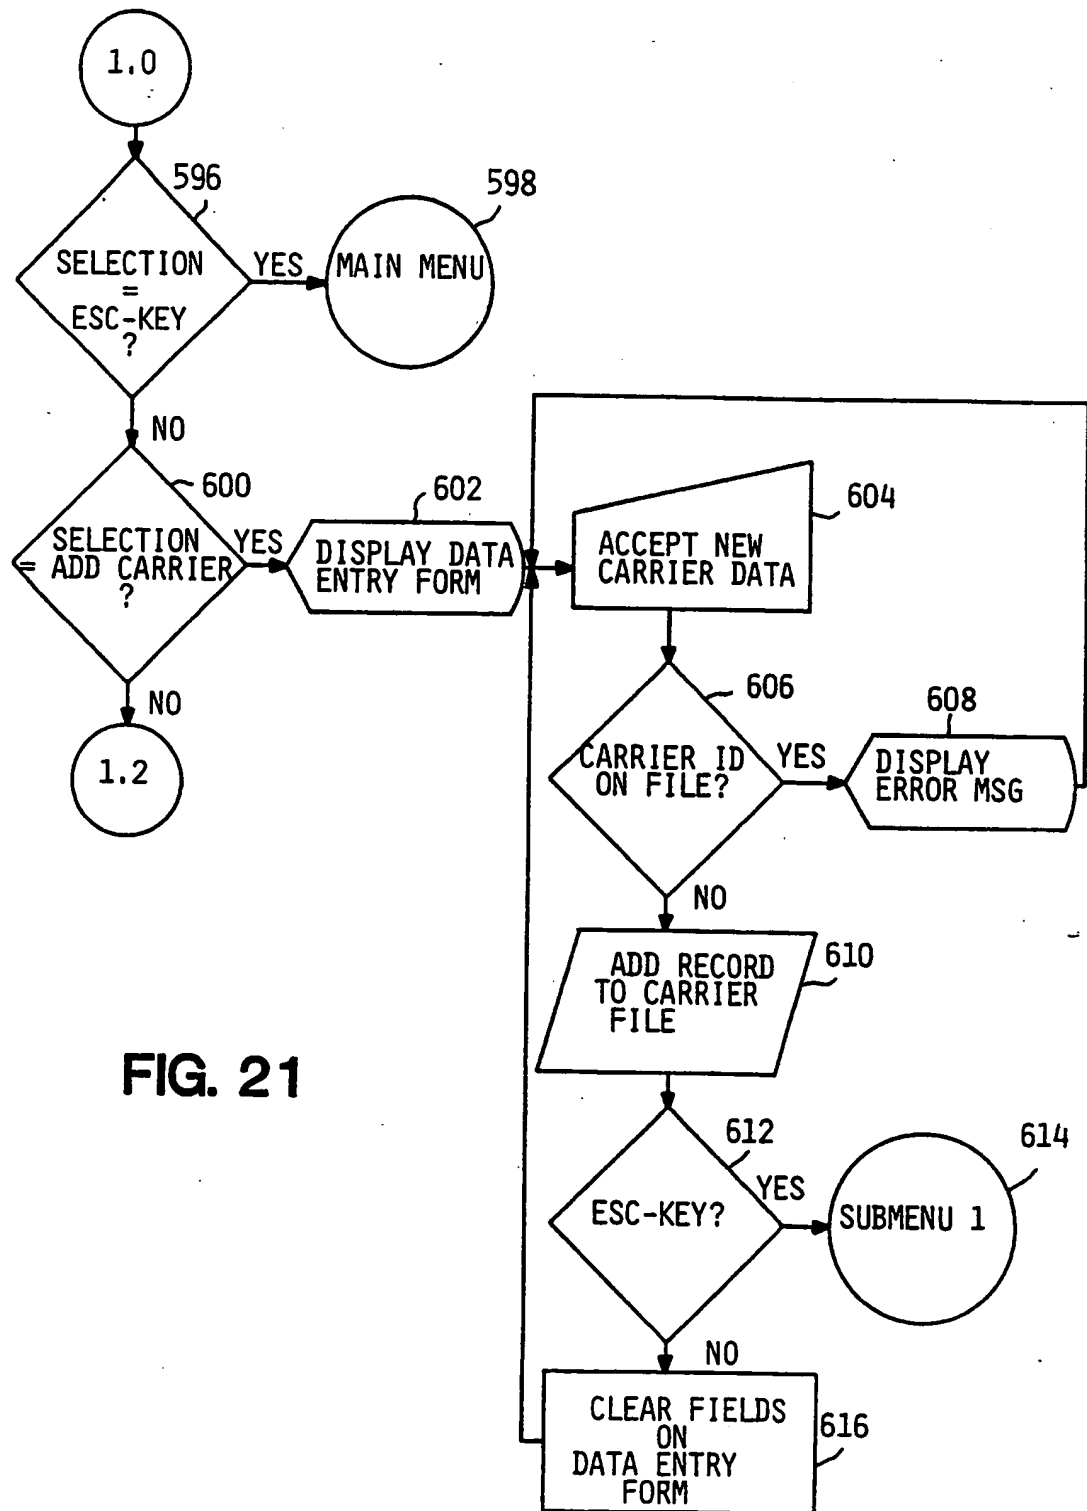 1.0
596
SELECTION
=
ESC-KEY
?
YES
598
MAIN MENU
NO
600
SELECTION
= ADD CARRIER
?
YES
602
DISPLAY DATA
ENTRY FORM
604
ACCEPT NEW
CARRIER DATA
NO
1.2
606
CARRIER ID
ON FILE?
YES
608
DISPLAY
ERROR MSG
NO
610
ADD RECORD
TO CARRIER
FILE
FIG. 21
612
ESC-KEY?
YES
614
SUBMENU 1
NO
616
CLEAR FIELDS
ON
DATA ENTRY
FORM